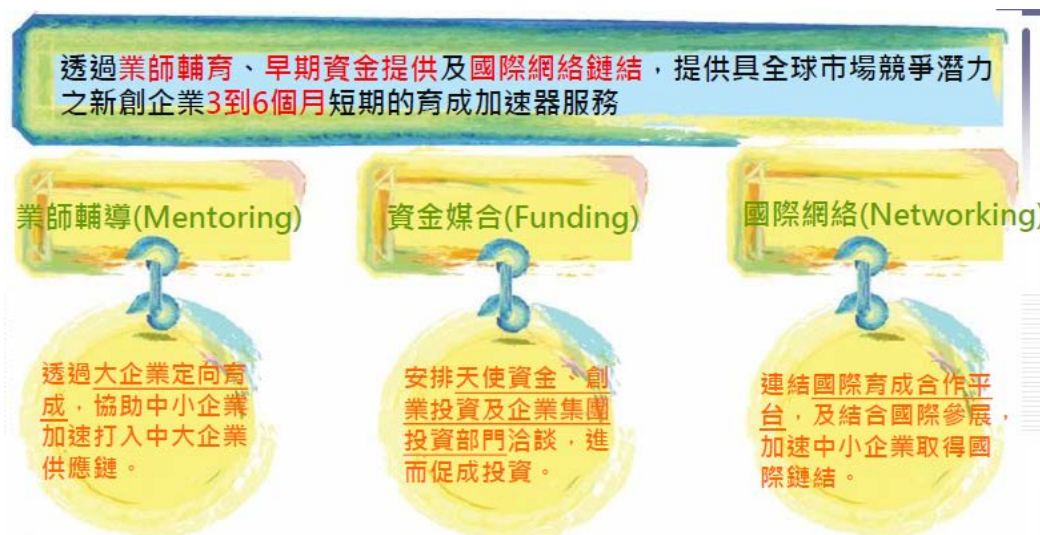 透過業師輔育、早期資金提供及國際網絡鏈結，提供具全球市場競爭潛力
之新創企業3到6個月短期的育成加速器服務
業師輔導(Mentoring)
資金媒合(Funding)
國際網絡(Networking)
透過大企業定向育
成，協助中小企業
加速打入中大企業
供應鏈。
安排天使資金、創
業投資及企業集團
投資部門洽談，進
而促成投資。
連結國際育成合作平
台，及結合國際參展，
加速中小企業取得國
際鏈結。